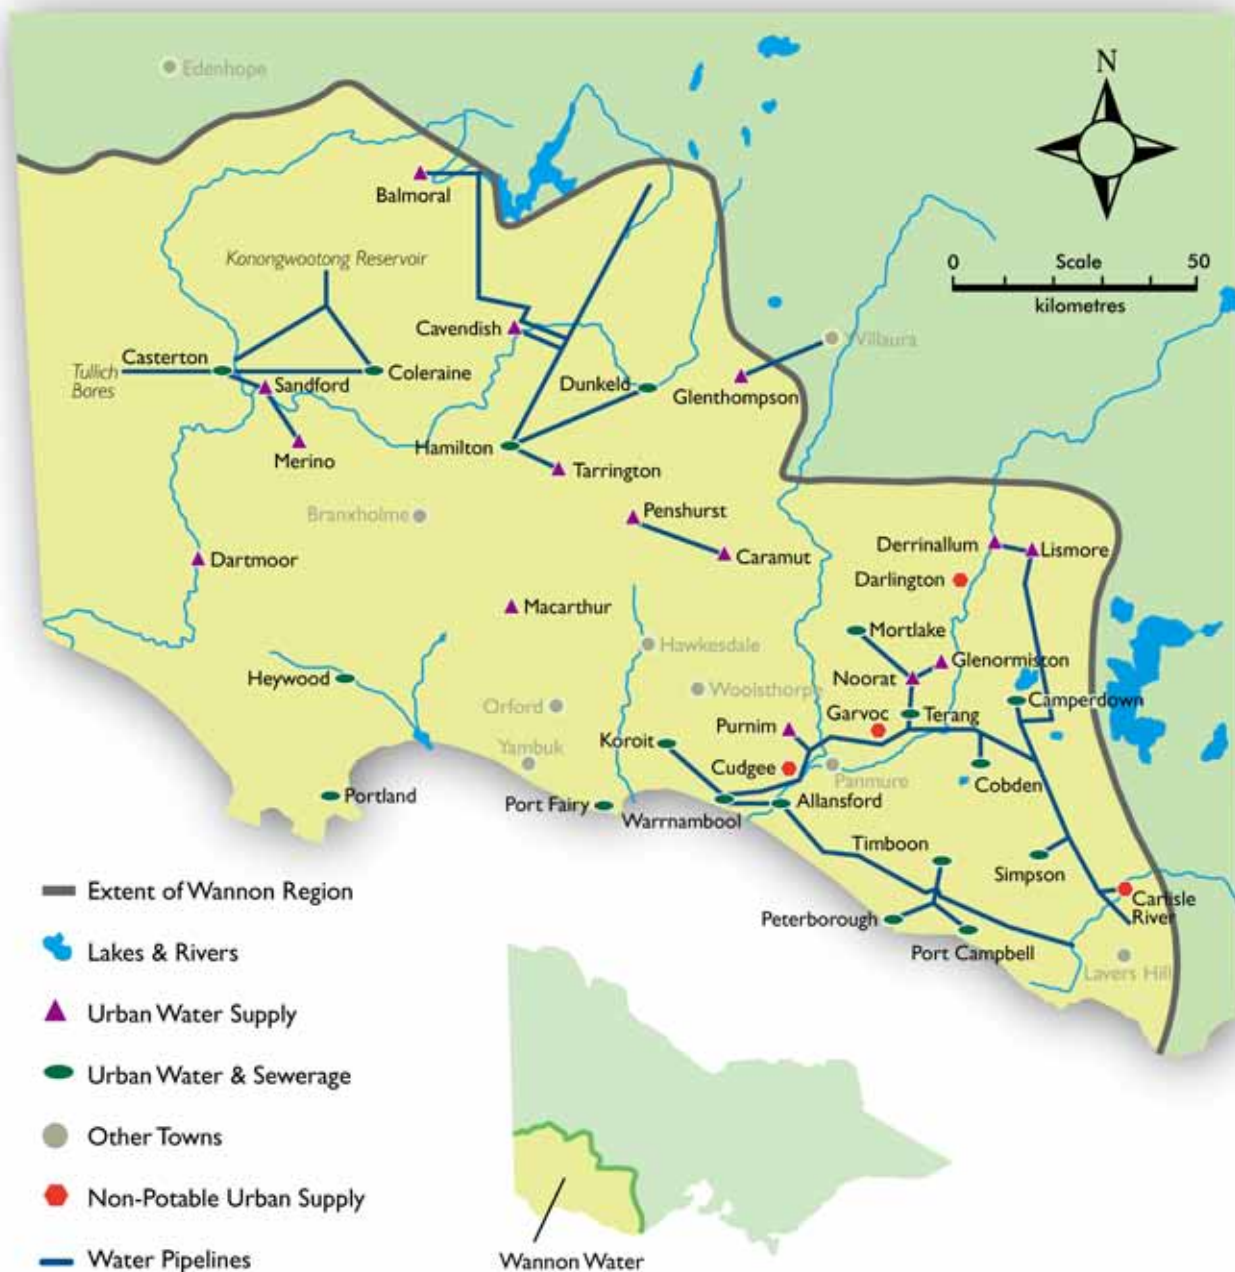 Edenhope
N
Balmoral
Konongwootong Reservoir
0
Scale
50
kilometres
Cavendish
Willaura
Casterton
Tullich
Bores
Sandford
Coleraine
Dunkeld
Glenthompson
Hamilton
Merino
Tarrington
Branxholme
Penshurst
Derrinallum
Lismore
Dartmoor
Caramut
Darlington
Macarthur
Mortlake
Hawkesdale
Glenormiston
Heywood
Noorat
Woolsthorpe
Camperdown
Orford
Garvoc
Terang
Purnim
Koroit
Yambuk
Cudgee
Panmure
Cobden
Portland
Port Fairy
Allansford
Warrnambool
Timboon
Simpson
Carlisle
River
Peterborough
Port Campbell
Lavers Hill
Extent of Wannon Region
Lakes & Rivers
Urban Water Supply
Urban Water & Sewerage
Other Towns
Non-Potable Urban Supply
Water Pipelines
Wannon Water